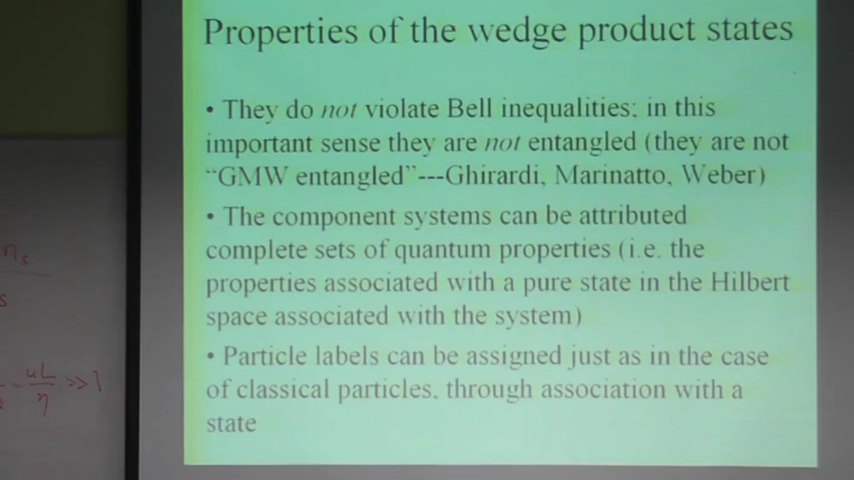 Properties of the wedge product states
• They do not violate Bell inequalities; in this
important sense they are not entangled (they are not
“GMW entangled”---Ghirardi, Marinatto, Weber)
• The component systems can be attributed
complete sets of quantum properties (i.e. the
properties associated with a pure state in the Hilbert
space associated with the system)
• Particle labels can be assigned just as in the case
of classical particles, through association with a
state
n_s
s
uL
η
>>1